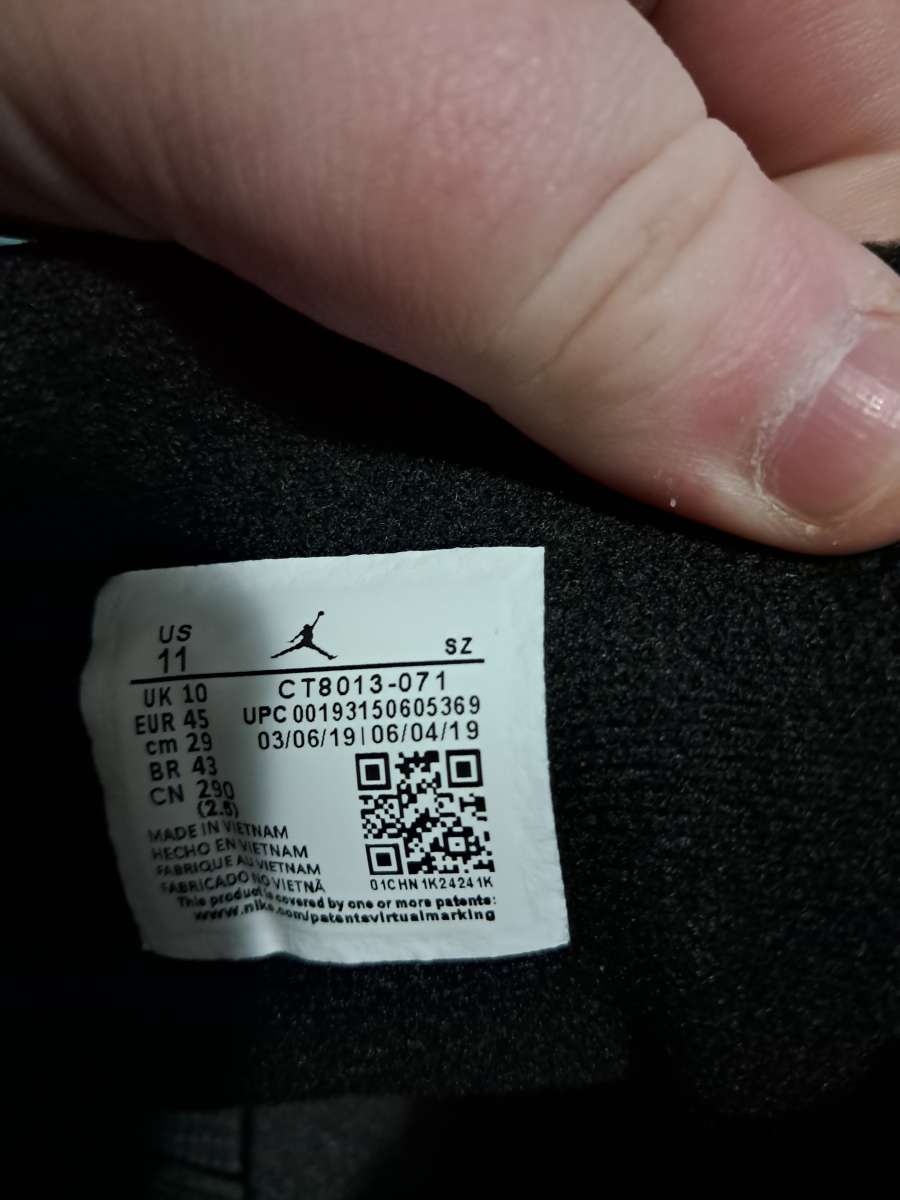 US
11
SZ
UK 10
CT8013-071
EUR 45
UPC 00193150605369
cm 29
03/06/19|06/04/19
BR 43
CN 290
(2.5)
MADE IN VIETNAM
HECHO EN VIETNAM
FABRIQUE AU VIETNAM
FABRICADO NO VIETNÃ
01CHN1K24241K
This product is covered by one or more patents:
www.nike.com/patentsvirtualmarking